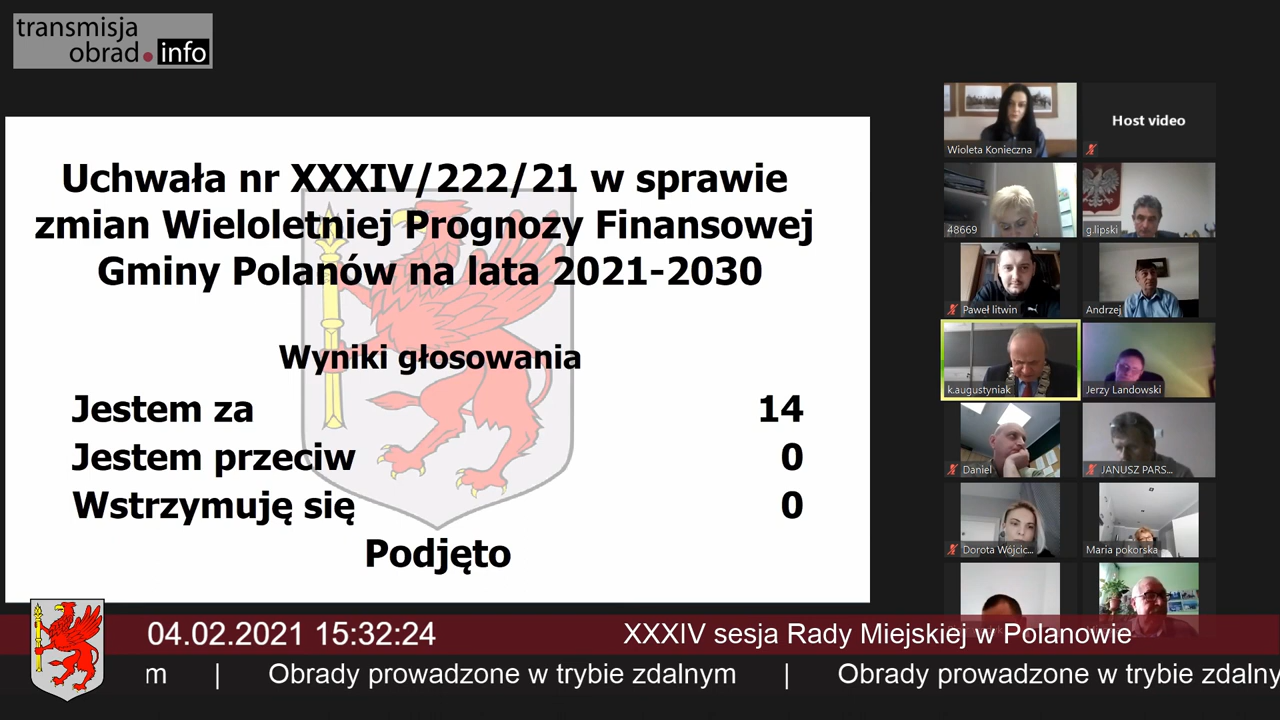 transmisja
obrad.info
Uchwała nr XXXIV/222/21 w sprawie
zmian Wieloletniej Prognozy Finansowej
Gminy Polanów na lata 2021-2030
Wyniki głosowania
Jestem za 14
Jestem przeciw 0
Wstrzymuję się 0
Podjęto
Wioleta Konieczna
Host video
48669
g.lipski
Paweł litwin
Andrzej
k.augustyniak
Jerzy Landowski
Daniel
JANUSZ PARS...
Dorota Wójcic...
Maria pokorska
04.02.2021 15:32:24
XXXIV sesja Rady Miejskiej w Polanowie
m | Obrady prowadzone w trybie zdalnym | Obrady prowadzone w trybie zdalny